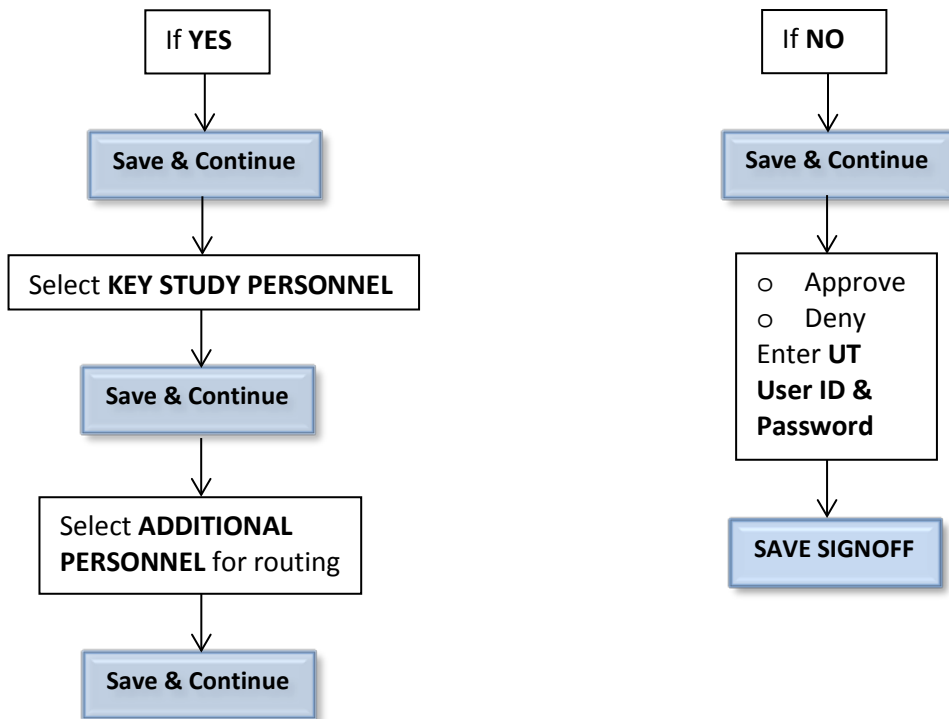 If YES
Save & Continue
Select KEY STUDY PERSONNEL
Save & Continue
Select ADDITIONAL
PERSONNEL for routing
Save & Continue
If NO
Save & Continue
o Approve
o Deny
Enter UT
User ID &
Password
SAVE SIGNOFF